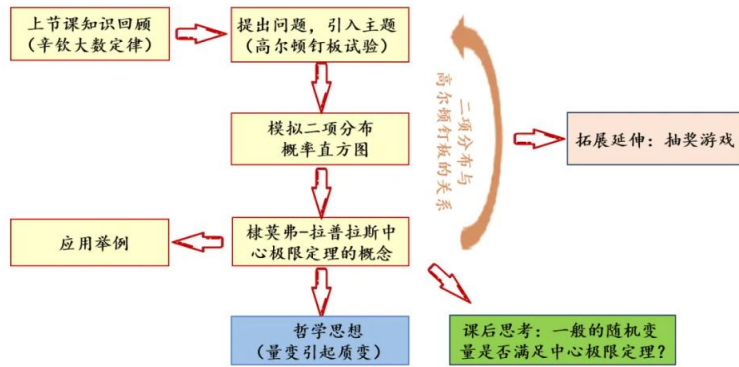 上节课知识回顾
（辛钦大数定律）
提出问题，引入主题
（高尔顿钉板试验）
模拟二项分布
概率直方图
二项分布与
高尔顿钉板的关系
拓展延伸：抽奖游戏
应用举例
棣莫弗-拉普拉斯中
心极限定理的概念
哲学思想
（量变引起质变）
课后思考：一般的随机变
量是否满足中心极限定理？